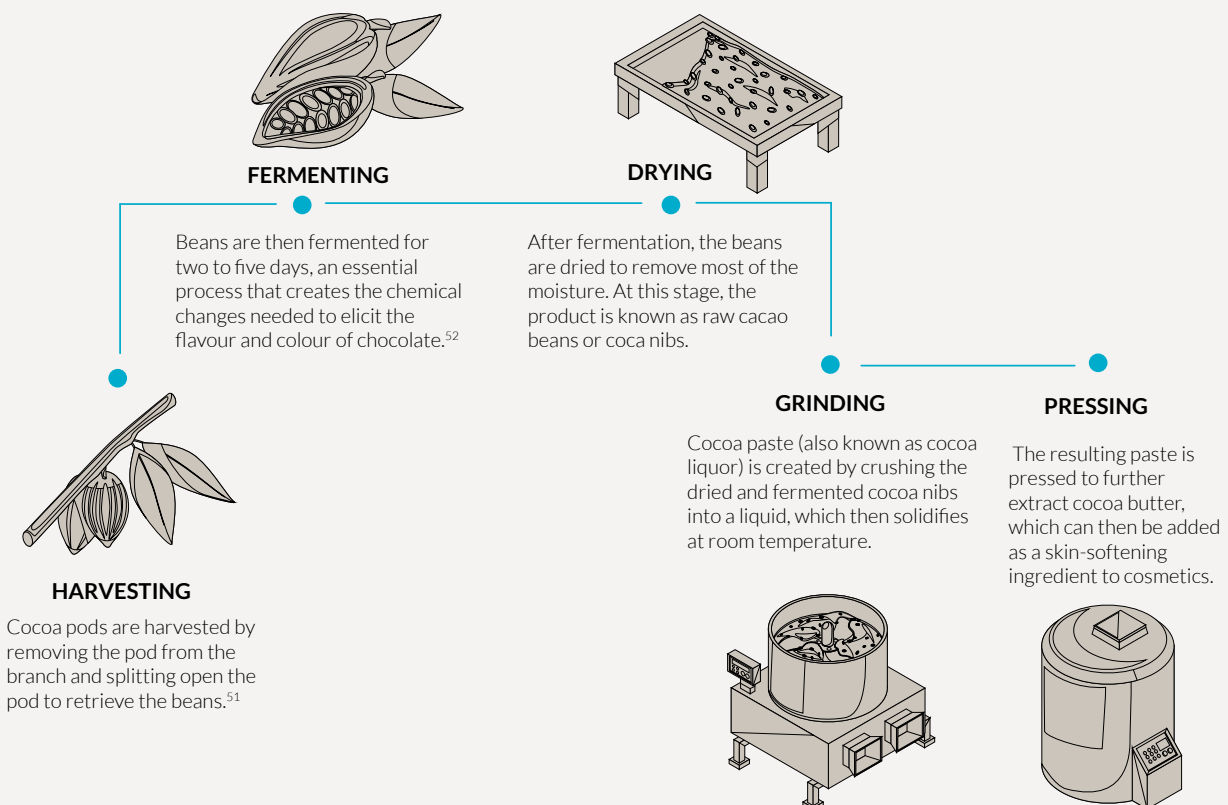 FERMENTING
Beans are then fermented for
two to five days, an essential
process that creates the chemical
changes needed to elicit the
flavour and colour of chocolate.52
DRYING
After fermentation, the beans
are dried to remove most of the
moisture. At this stage, the
product is known as raw cacao
beans or coca nibs.
HARVESTING
Cocoa pods are harvested by
removing the pod from the
branch and splitting open the
pod to retrieve the beans.51
GRINDING
Cocoa paste (also known as cocoa
liquor) is created by crushing the
dried and fermented cocoa nibs
into a liquid, which then solidifies
at room temperature.
PRESSING
The resulting paste is
pressed to further
extract cocoa butter,
which can then be added
as a skin-softening
ingredient to cosmetics.